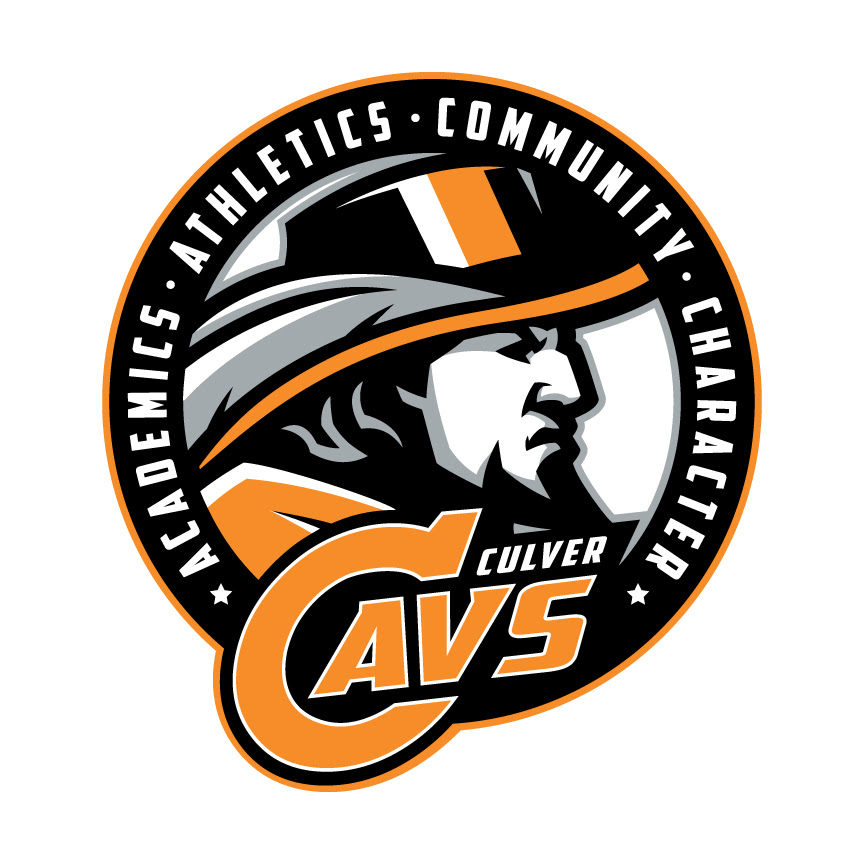 ACADEMICS · ATHLETICS · COMMUNITY · CHARACTER
CULVER
CAVS